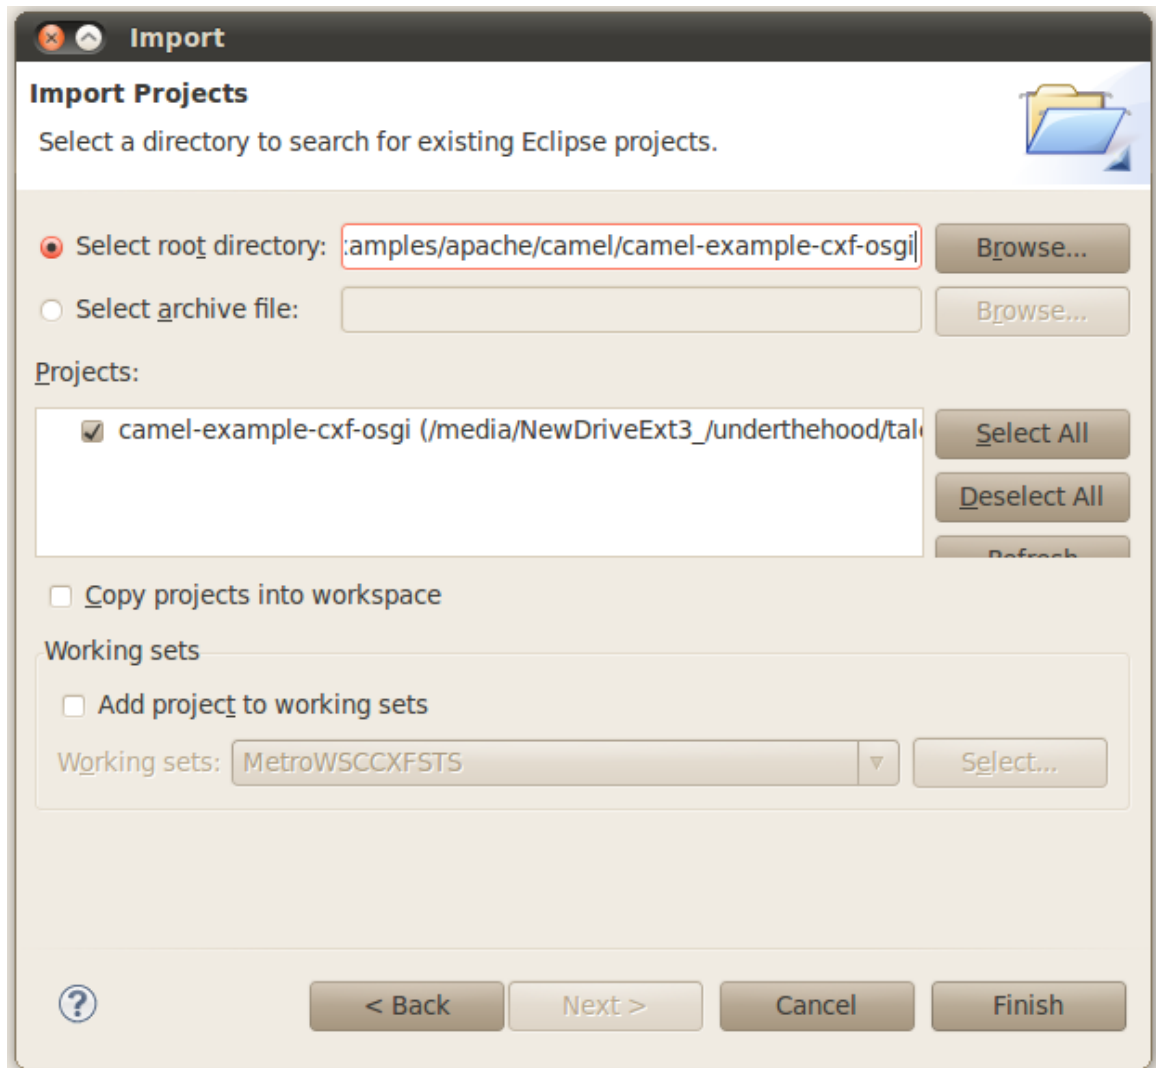 Import
Import Projects
Select a directory to search for existing Eclipse projects.
Select root directory: :amples/apache/camel/camel-example-cxf-osgi Browse...
Select archive file: Browse...
Projects:
camel-example-cxf-osgi (/media/NewDriveExt3_/underthehood/tal Select All
Deselect All
Refresh
Copy projects into workspace
Working sets
Add project to working sets
Working sets: MetroWSCCXFSTS Select...
? < Back Next > Cancel Finish